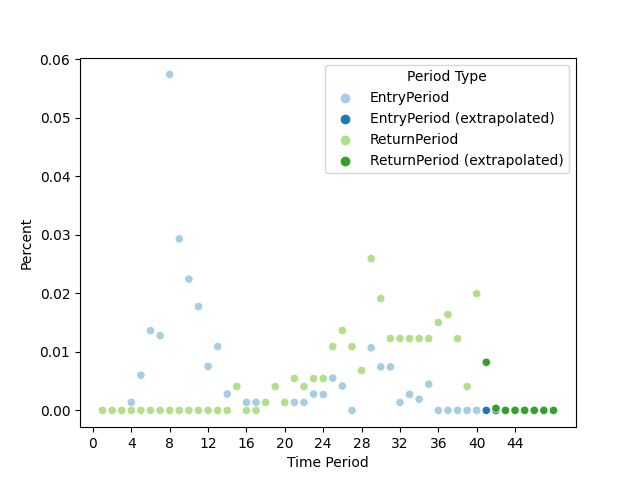 0.06
0.05
0.04
0.03
0.02
0.01
0.00
Percent
Period Type
EntryPeriod
EntryPeriod (extrapolated)
ReturnPeriod
ReturnPeriod (extrapolated)
0 4 8 12 16 20 24 28 32 36 40 44
Time Period